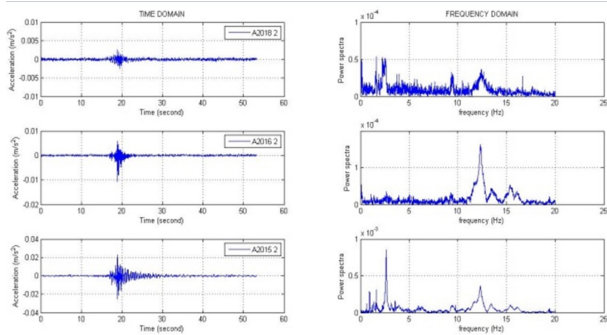 TIME DOMAIN
FREQUENCY DOMAIN
0.01
0.005
0
-0.005
-0.01
Acceleration (m/s²)
A2018 2
0 10 20 30 40 50 60
Time (second)
x 10⁻⁴
1
0.5
0
Power spectra
0 5 10 15 20 25
frequency (Hz)
0.01
0
-0.01
-0.02
Acceleration (m/s²)
A2016 2
0 10 20 30 40 50 60
Time (second)
x 10⁻⁴
1
0
Power spectra
0 5 10 15 20 25
frequency (Hz)
0.04
0.02
0
-0.02
-0.04
Acceleration (m/s²)
A2015 2
0 10 20 30 40 50 60
Time (second)
x 10⁻³
1
0.5
0
Power spectra
0 5 10 15 20 25
frequency (Hz)